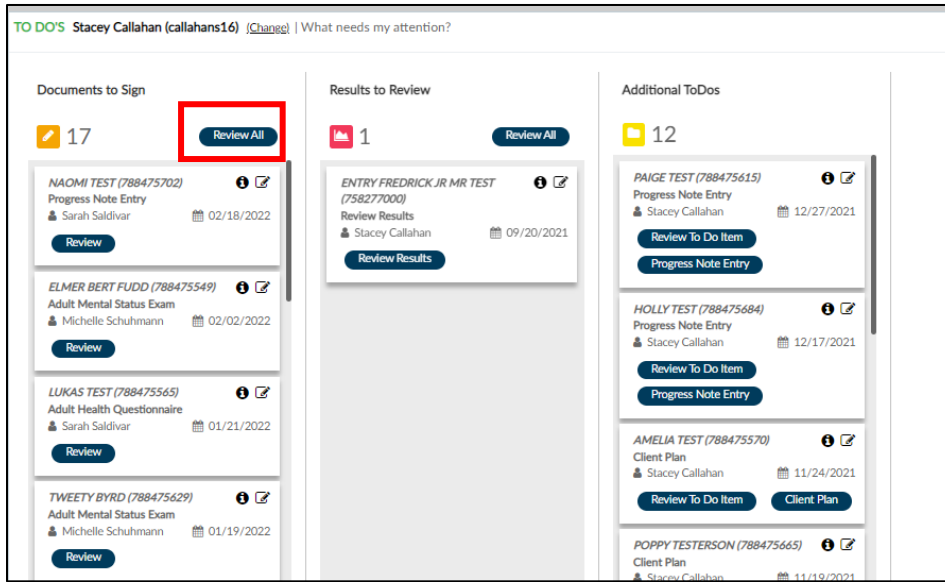 TO DO'S Stacey Callahan (callahans16) (Change) | What needs my attention?
Documents to Sign
17 Review All
NAOMI TEST (788475702)
Progress Note Entry
Sarah Saldivar 02/18/2022
Review
ELMER BERT FUDD (788475549)
Adult Mental Status Exam
Michelle Schuhmann 02/02/2022
Review
LUKAS TEST (788475565)
Adult Health Questionnaire
Sarah Saldivar 01/21/2022
Review
TWEETY BYRD (788475629)
Adult Mental Status Exam
Michelle Schuhmann 01/19/2022
Review
Results to Review
1 Review All
ENTRY FREDRICK JR MR TEST
(758277000)
Review Results
Stacey Callahan 09/20/2021
Review Results
Additional ToDos
12
PAIGE TEST (788475615)
Progress Note Entry
Stacey Callahan 12/27/2021
Review To Do Item
Progress Note Entry
HOLLY TEST (788475684)
Progress Note Entry
Stacey Callahan 12/17/2021
Review To Do Item
Progress Note Entry
AMELIA TEST (788475570)
Client Plan
Stacey Callahan 11/24/2021
Review To Do Item Client Plan
POPPY TESTERSON (788475665)
Client Plan
Stacey Callahan 11/19/2021